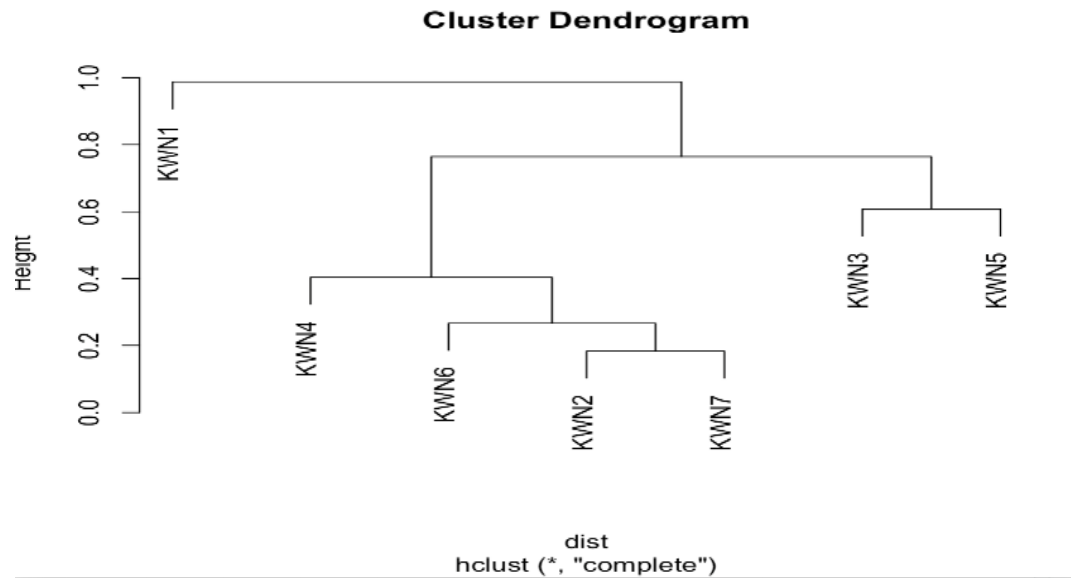 Cluster Dendrogram
Height
1.0
0.8
0.6
0.4
0.2
0.0
KWN1
KWN4
KWN6
KWN2
KWN7
KWN3
KWN5
dist
hclust (*, "complete")